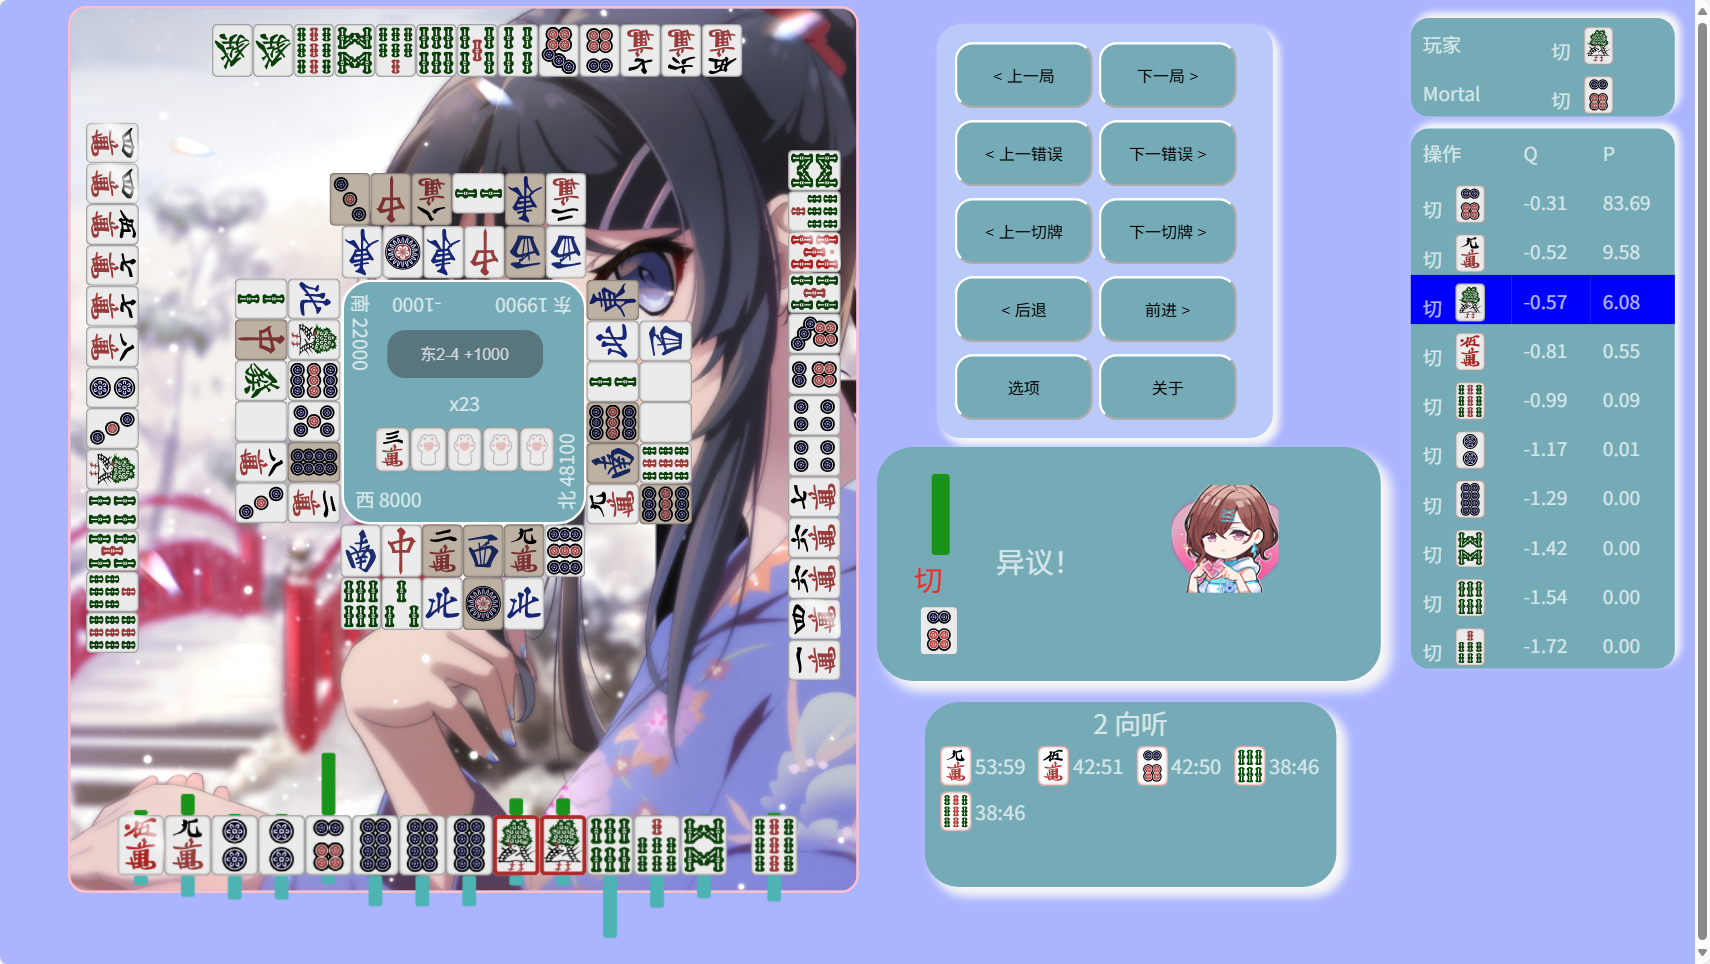 南 22000
-1000
东 19900
东2-4 +1000
x23
西 8000
北 48100
< 上一局
下一局 >
< 上一错误
下一错误 >
< 上一切牌
下一切牌 >
< 后退
前进 >
选项
关于
切
异议!
2 向听
53:59
42:51
42:50
38:46
38:46
玩家 切
Mortal 切
操作 Q P
切 -0.31 83.69
切 -0.52 9.58
切 -0.57 6.08
切 -0.81 0.55
切 -0.99 0.09
切 -1.17 0.01
切 -1.29 0.00
切 -1.42 0.00
切 -1.54 0.00
切 -1.72 0.00